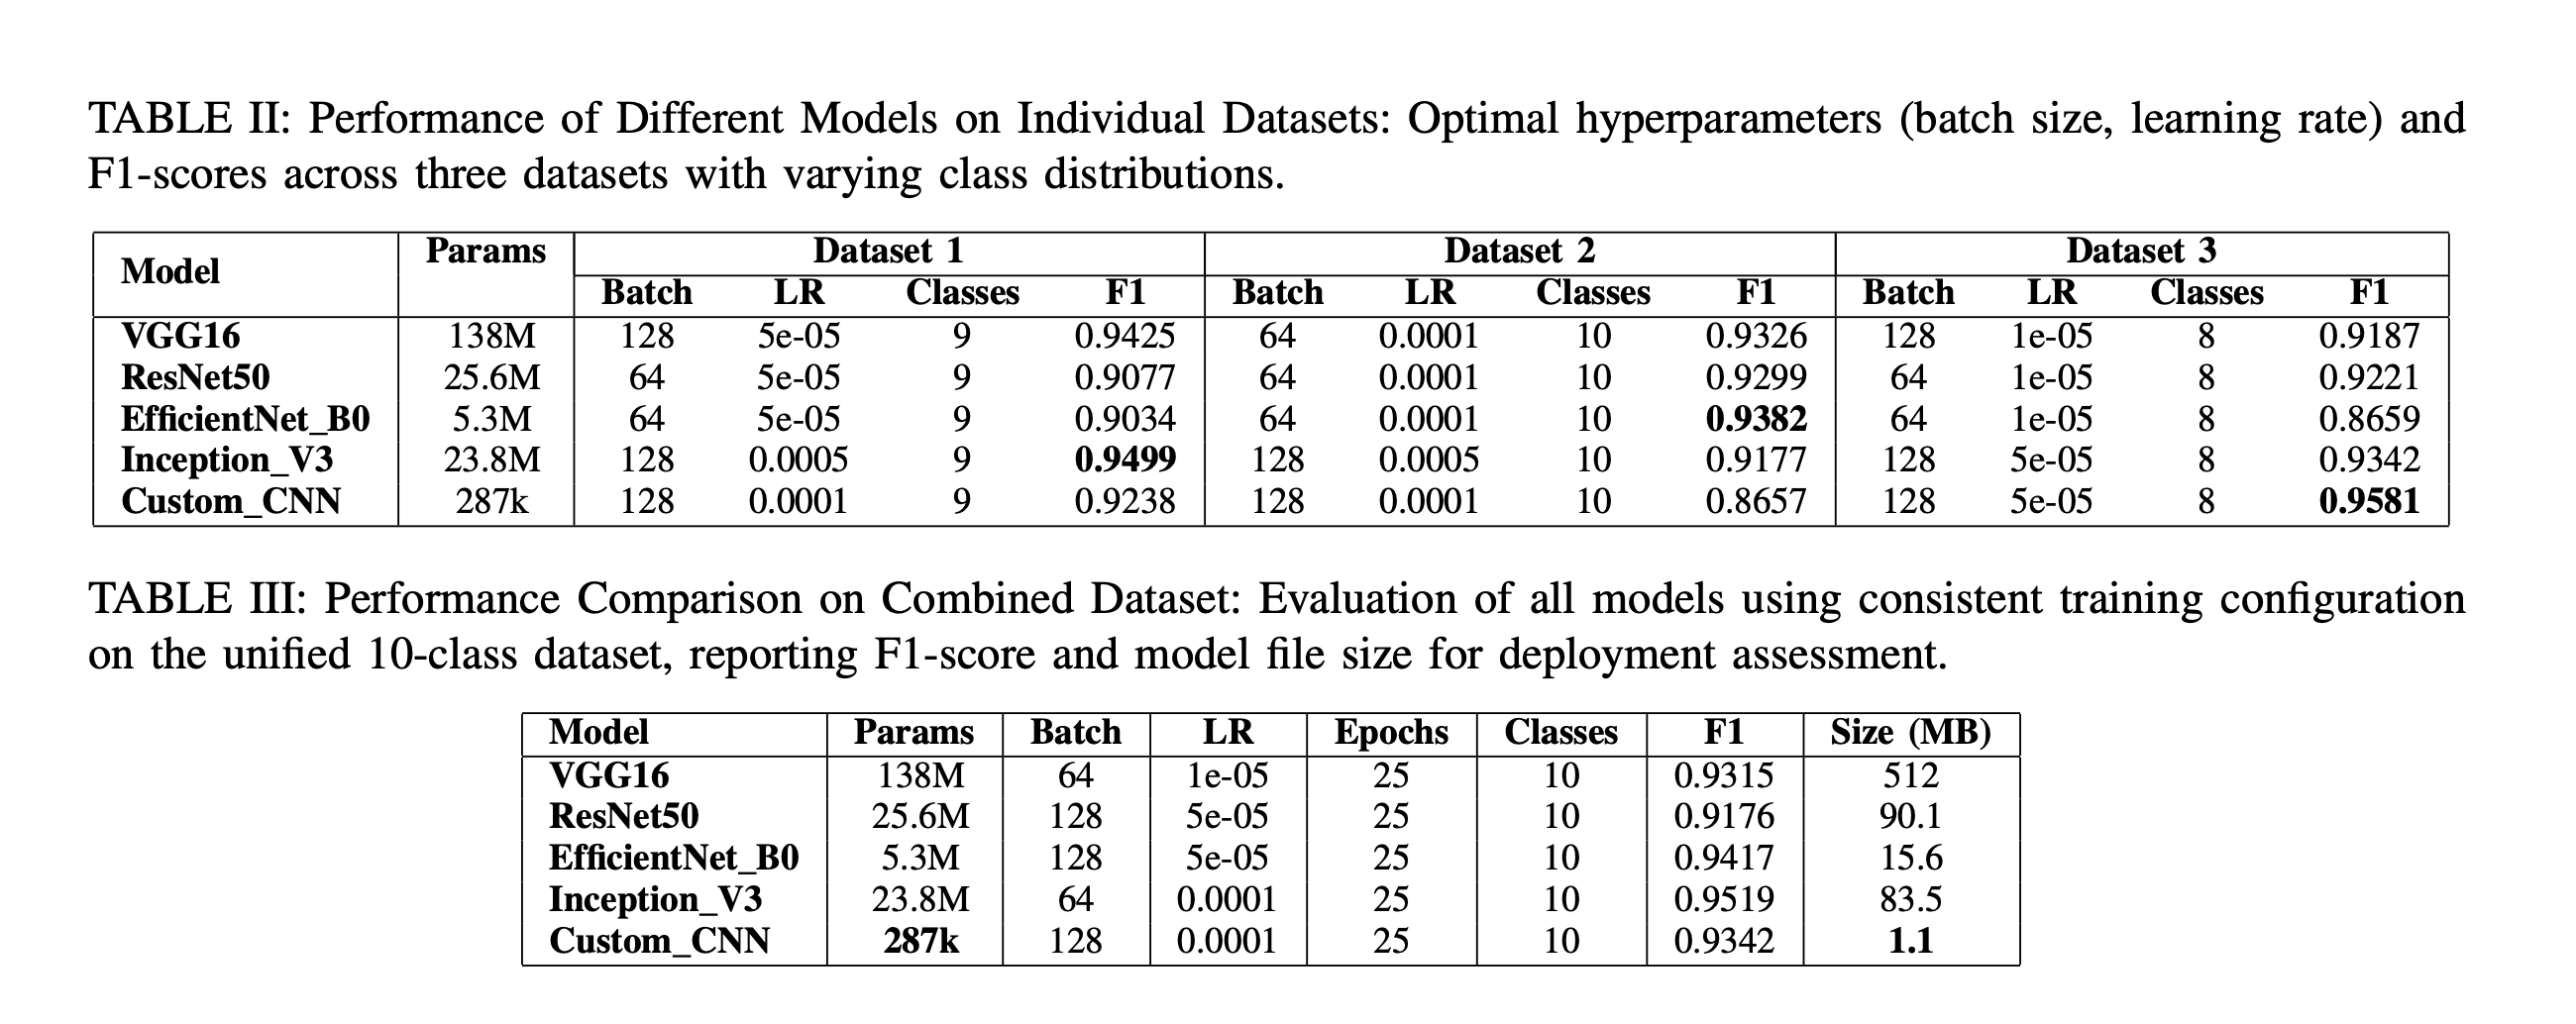 TABLE II: Performance of Different Models on Individual Datasets: Optimal hyperparameters (batch size, learning rate) and
F1-scores across three datasets with varying class distributions.
Model Params Dataset 1 Dataset 2 Dataset 3
Batch LR Classes F1 Batch LR Classes F1 Batch LR Classes F1
VGG16 138M 128 5e-05 9 0.9425 64 0.0001 10 0.9326 128 1e-05 8 0.9187
ResNet50 25.6M 64 5e-05 9 0.9077 64 0.0001 10 0.9299 64 1e-05 8 0.9221
EfficientNet_B0 5.3M 64 5e-05 9 0.9034 64 0.0001 10 0.9382 64 1e-05 8 0.8659
Inception_V3 23.8M 128 0.0005 9 0.9499 128 0.0005 10 0.9177 128 5e-05 8 0.9342
Custom_CNN 287k 128 0.0001 9 0.9238 128 0.0001 10 0.8657 128 5e-05 8 0.9581
TABLE III: Performance Comparison on Combined Dataset: Evaluation of all models using consistent training configuration
on the unified 10-class dataset, reporting F1-score and model file size for deployment assessment.
Model Params Batch LR Epochs Classes F1 Size (MB)
VGG16 138M 64 1e-05 25 10 0.9315 512
ResNet50 25.6M 128 5e-05 25 10 0.9176 90.1
EfficientNet_B0 5.3M 128 5e-05 25 10 0.9417 15.6
Inception_V3 23.8M 64 0.0001 25 10 0.9519 83.5
Custom_CNN 287k 128 0.0001 25 10 0.9342 1.1